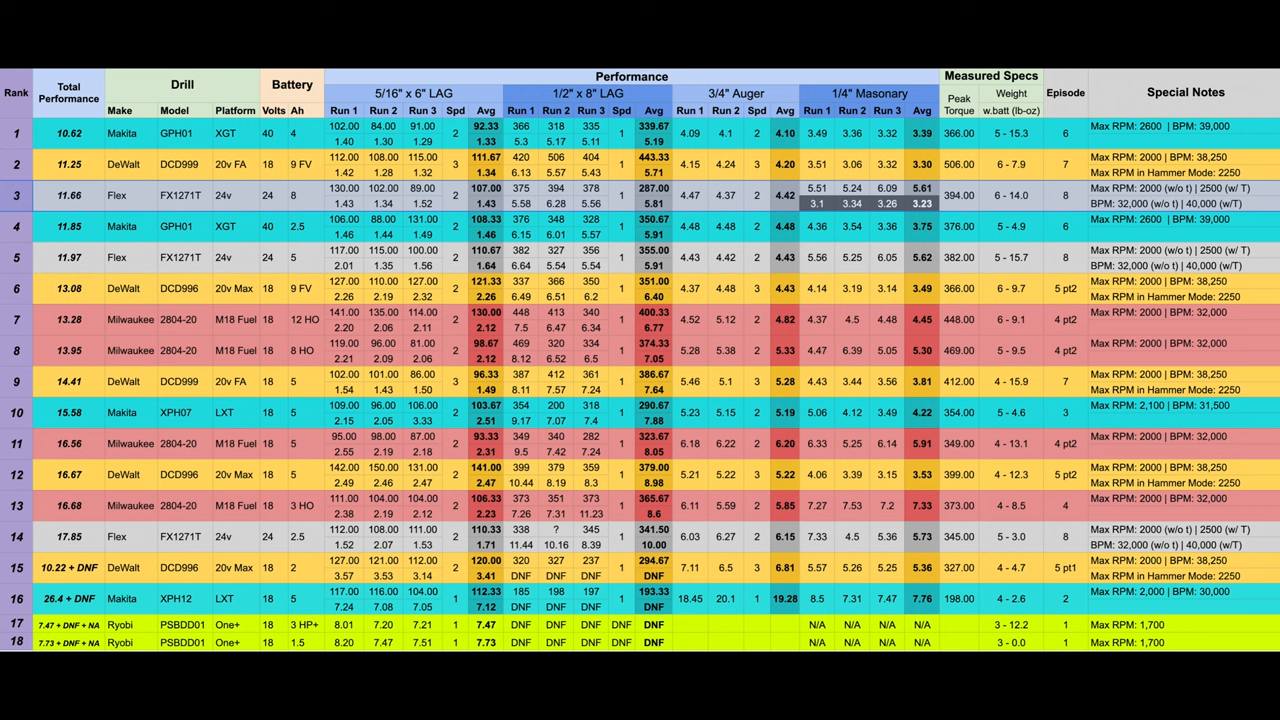 Performance
Rank Total Performance Drill Battery Measured Specs Episode Special Notes
5/16" x 6" LAG 1/2" x 8" LAG 3/4" Auger 1/4" Masonary Peak Torque Weight w.batt (lb-oz)
Make Model Platform Volts Ah Run 1 Run 2 Run 3 Spd Avg Run 1 Run 2 Run 3 Spd Avg Run 1 Run 2 Spd Avg Run 1 Run 2 Run 3 Avg
1 10.62 Makita GPH01 XGT 40 4 102.00 84.00 91.00 2 92.33 366 318 335 1 339.67 4.09 4.1 2 4.10 3.49 3.36 3.32 3.39 366.00 5 - 15.3 6 Max RPM: 2600 | BPM: 39,000
1.40 1.30 1.29 1.33 5.3 5.17 5.11 5.19
2 11.25 DeWalt DCD999 20v FA 18 9 FV 112.00 108.00 115.00 3 111.67 420 506 404 1 443.33 4.15 4.24 3 4.20 3.51 3.06 3.32 3.30 506.00 6 - 7.9 7 Max RPM: 2000 | BPM: 38,250
1.42 1.28 1.32 1.34 6.13 5.57 5.43 5.71 Max RPM in Hammer Mode: 2250
3 11.66 Flex FX1271T 24v 24 8 130.00 102.00 89.00 2 107.00 375 394 378 1 287.00 4.47 4.37 2 4.42 5.51 5.24 6.09 5.61 394.00 6 - 14.0 8 Max RPM: 2000 (w/o t) | 2500 (w/ T)
1.43 1.34 1.52 1.43 5.58 6.28 5.56 5.81 3.1 3.34 3.26 3.23 BPM: 32,000 (w/o t) | 40,000 (w/T)
4 11.85 Makita GPH01 XGT 40 2.5 106.00 88.00 131.00 2 108.33 376 348 328 1 350.67 4.48 4.48 2 4.48 4.36 3.54 3.36 3.75 376.00 5 - 4.9 6 Max RPM: 2600 | BPM: 39,000
1.46 1.44 1.49 1.46 6.15 6.01 5.57 5.91
5 11.97 Flex FX1271T 24v 24 5 117.00 115.00 100.00 2 110.67 382 327 356 1 355.00 4.43 4.42 2 4.43 5.56 5.25 6.05 5.62 382.00 5 - 15.7 8 Max RPM: 2000 (w/o t) | 2500 (w/ T)
2.01 1.35 1.56 1.64 6.64 5.54 5.54 5.91 BPM: 32,000 (w/o t) | 40,000 (w/T)
6 13.08 DeWalt DCD996 20v Max 18 9 FV 127.00 110.00 127.00 2 121.33 337 366 350 1 351.00 4.37 4.48 3 4.43 4.14 3.19 3.14 3.49 366.00 6 - 9.7 5 pt2 Max RPM: 2000 | BPM: 38,250
2.26 2.19 2.32 2.26 6.49 6.51 6.2 6.40 Max RPM in Hammer Mode: 2250
7 13.28 Milwaukee 2804-20 M18 Fuel 18 12 HO 141.00 135.00 114.00 2 130.00 448 413 340 1 400.33 4.52 5.12 2 4.82 4.37 4.5 4.48 4.45 448.00 6 - 9.1 4 pt2 Max RPM: 2000 | BPM: 32,000
2.20 2.06 2.11 2.12 7.5 6.47 6.34 6.77
8 13.95 Milwaukee 2804-20 M18 Fuel 18 8 HO 119.00 96.00 81.00 2 98.67 469 320 334 1 374.33 5.28 5.38 2 5.33 4.47 6.39 5.05 5.30 469.00 5 - 9.5 4 pt2 Max RPM: 2000 | BPM: 32,000
2.21 2.09 2.06 2.12 8.12 6.52 6.5 7.05
9 14.41 DeWalt DCD999 20v FA 18 5 102.00 101.00 86.00 3 96.33 387 412 361 1 386.67 5.46 5.1 3 5.28 4.43 3.44 3.56 3.81 412.00 4 - 15.9 7 Max RPM: 2000 | BPM: 38,250
1.54 1.43 1.50 1.49 8.11 7.57 7.24 7.64 Max RPM in Hammer Mode: 2250
10 15.58 Makita XPH07 LXT 18 5 109.00 96.00 106.00 2 103.67 354 200 318 1 290.67 5.23 5.15 2 5.19 5.06 4.12 3.49 4.22 354.00 5 - 4.6 3 Max RPM: 2,100 | BPM: 31,500
2.15 2.05 3.33 2.51 9.17 7.07 7.4 7.88
11 16.56 Milwaukee 2804-20 M18 Fuel 18 5 95.00 98.00 87.00 2 93.33 349 340 282 1 323.67 6.18 6.22 2 6.20 6.33 5.25 6.14 5.91 349.00 4 - 13.1 4 pt2 Max RPM: 2000 | BPM: 32,000
2.55 2.19 2.18 2.31 9.5 7.42 7.24 8.05
12 16.67 DeWalt DCD996 20v Max 18 5 142.00 150.00 131.00 2 141.00 399 379 359 1 379.00 5.21 5.22 3 5.22 4.06 3.39 3.15 3.53 399.00 4 - 12.3 5 pt2 Max RPM: 2000 | BPM: 38,250
2.49 2.46 2.47 2.47 10.44 8.19 8.3 8.98 Max RPM in Hammer Mode: 2250
13 16.68 Milwaukee 2804-20 M18 Fuel 18 3 HO 111.00 104.00 104.00 2 106.33 373 351 373 1 365.67 6.11 5.59 2 5.85 7.27 7.53 7.2 7.33 373.00 4 - 8.5 4 Max RPM: 2000 | BPM: 32,000
2.38 2.19 2.12 2.23 7.26 7.31 11.23 8.6
14 17.85 Flex FX1271T 24v 24 2.5 112.00 108.00 111.00 2 110.33 338 ? 345 1 341.50 6.03 6.27 2 6.15 7.33 4.5 5.36 5.73 345.00 5 - 3.0 8 Max RPM: 2000 (w/o t) | 2500 (w/ T)
1.52 2.07 1.53 1.71 11.44 10.16 8.39 10.00 BPM: 32,000 (w/o t) | 40,000 (w/T)
15 10.22 + DNF DeWalt DCD996 20v Max 18 2 127.00 121.00 112.00 2 120.00 320 327 237 1 294.67 7.11 6.5 3 6.81 5.57 5.26 5.25 5.36 327.00 4 - 4.7 5 pt1 Max RPM: 2000 | BPM: 38,250
3.57 3.53 3.14 3.41 DNF DNF DNF DNF Max RPM in Hammer Mode: 2250
16 26.4 + DNF Makita XPH12 LXT 18 5 117.00 116.00 104.00 1 112.33 185 198 197 1 193.33 18.45 20.1 1 19.28 8.5 7.31 7.47 7.76 198.00 4 - 2.6 2 Max RPM: 2,000 | BPM: 30,000
7.24 7.08 7.05 7.12 DNF DNF DNF DNF
17 7.47 + DNF + NA Ryobi PSBDD01 One+ 18 3 HP+ 8.01 7.20 7.21 1 7.47 DNF DNF DNF DNF DNF N/A N/A N/A N/A 3 - 12.2 1 Max RPM: 1,700
18 7.73 + DNF + NA Ryobi PSBDD01 One+ 18 1.5 8.20 7.47 7.51 1 7.73 DNF DNF DNF DNF DNF N/A N/A N/A N/A 3 - 0.0 1 Max RPM: 1,700